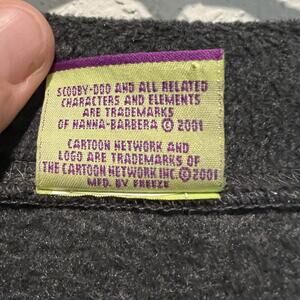 SCOOBY-DOO AND ALL RELATED
CHARACTERS AND ELEMENTS
ARE TRADEMARKS
OF HANNA-BARBERA © 2001
CARTOON NETWORK AND
LOGO ARE TRADEMARKS OF
THE CARTOON NETWORK INC. © 2001
MFD. BY FREEZE